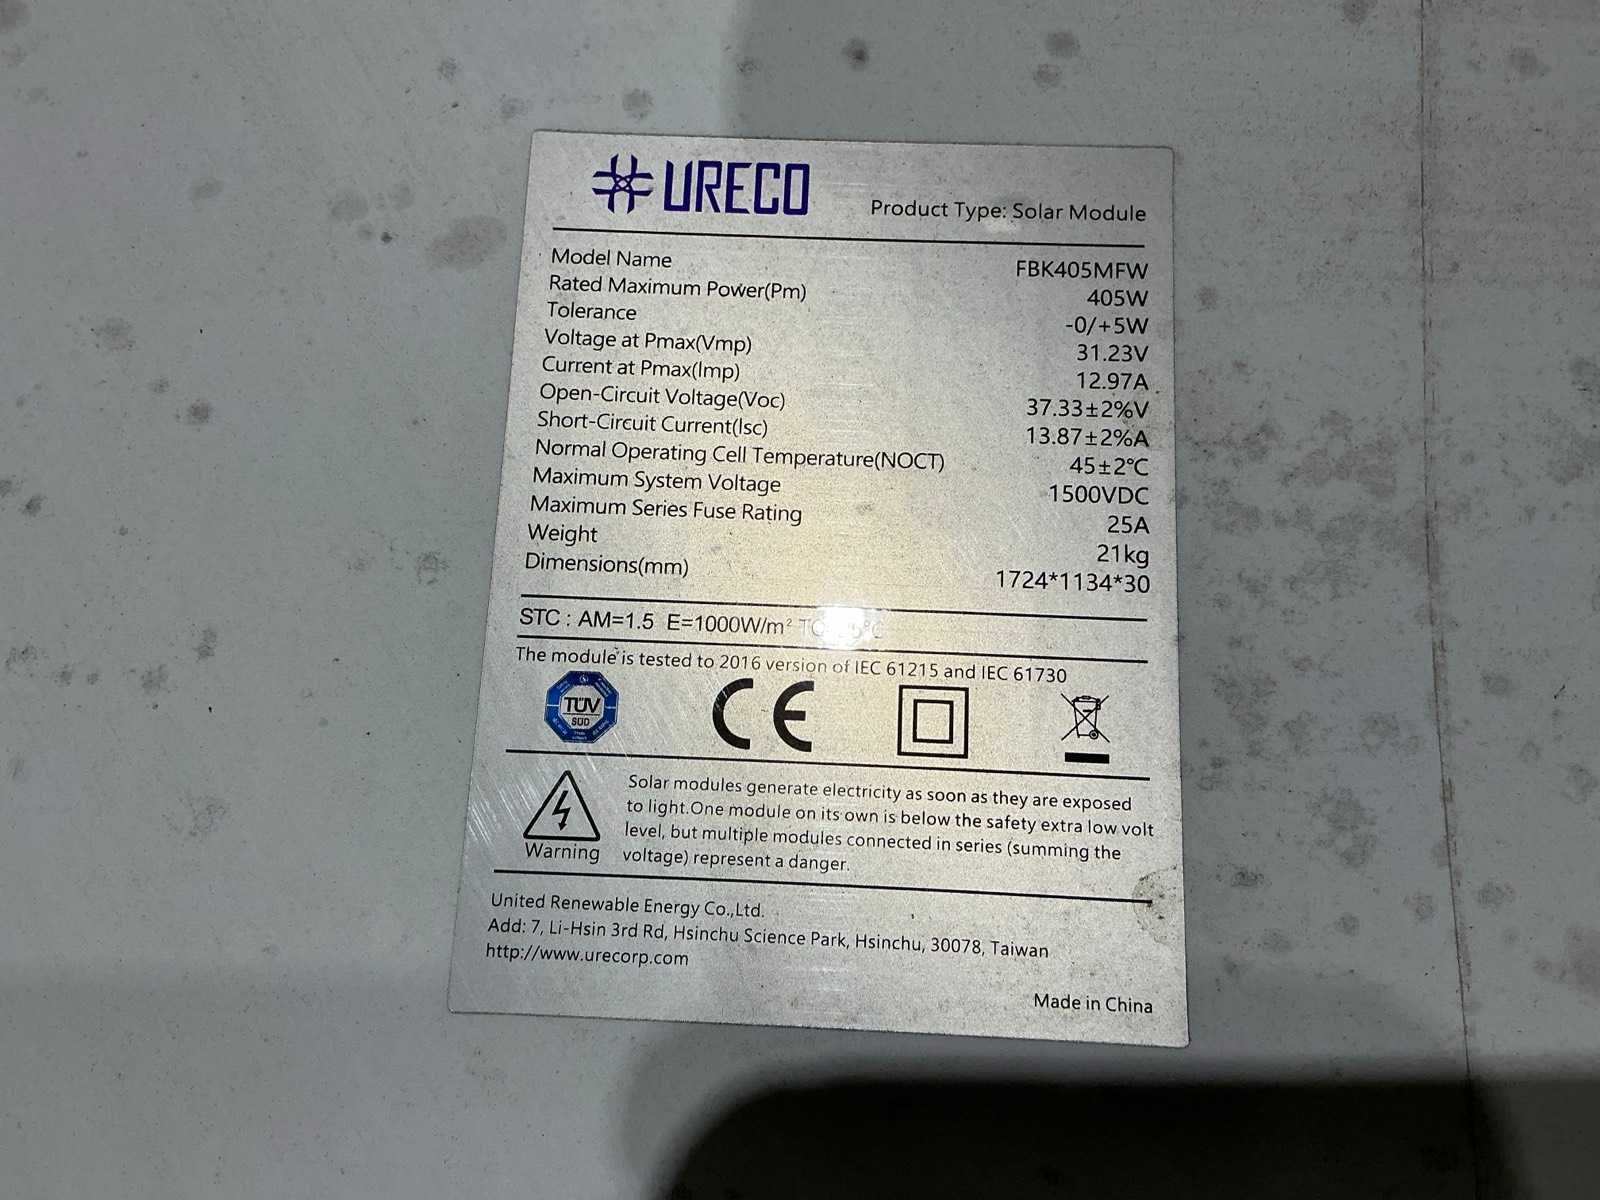 URECO
Product Type: Solar Module
Model Name FBK405MFW
Rated Maximum Power(Pm) 405W
Tolerance -0/+5W
Voltage at Pmax(Vmp) 31.23V
Current at Pmax(Imp) 12.97A
Open-Circuit Voltage(Voc) 37.33±2%V
Short-Circuit Current(Isc) 13.87±2%A
Normal Operating Cell Temperature(NOCT) 45±2℃
Maximum System Voltage 1500VDC
Maximum Series Fuse Rating 25A
Weight 21kg
Dimensions(mm) 1724*1134*30
STC : AM=1.5 E=1000W/m²
The module is tested to 2016 version of IEC 61215 and IEC 61730
TÜV
SÜD
CE
Solar modules generate electricity as soon as they are exposed
to light.One module on its own is below the safety extra low volt
level, but multiple modules connected in series (summing the
voltage) represent a danger.
Warning
United Renewable Energy Co.,Ltd.
Add: 7, Li-Hsin 3rd Rd, Hsinchu Science Park, Hsinchu, 30078, Taiwan
http://www.urecorp.com
Made in China